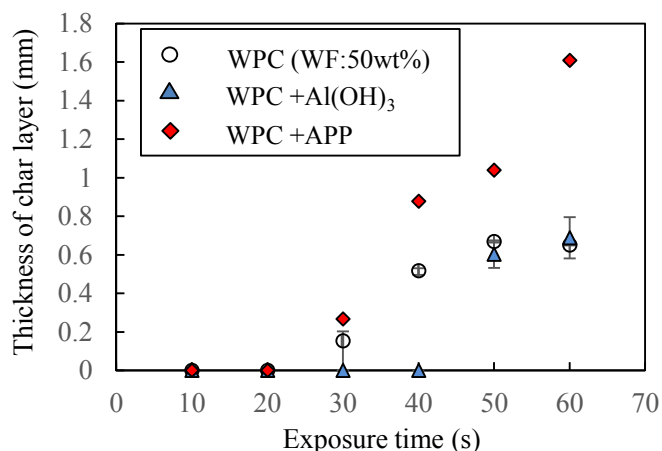 Thickness of char layer (mm)
1.8
1.6
1.4
1.2
1
0.8
0.6
0.4
0.2
0
WPC (WF:50wt%)
WPC +Al(OH)₃
WPC +APP
0 10 20 30 40 50 60 70
Exposure time (s)